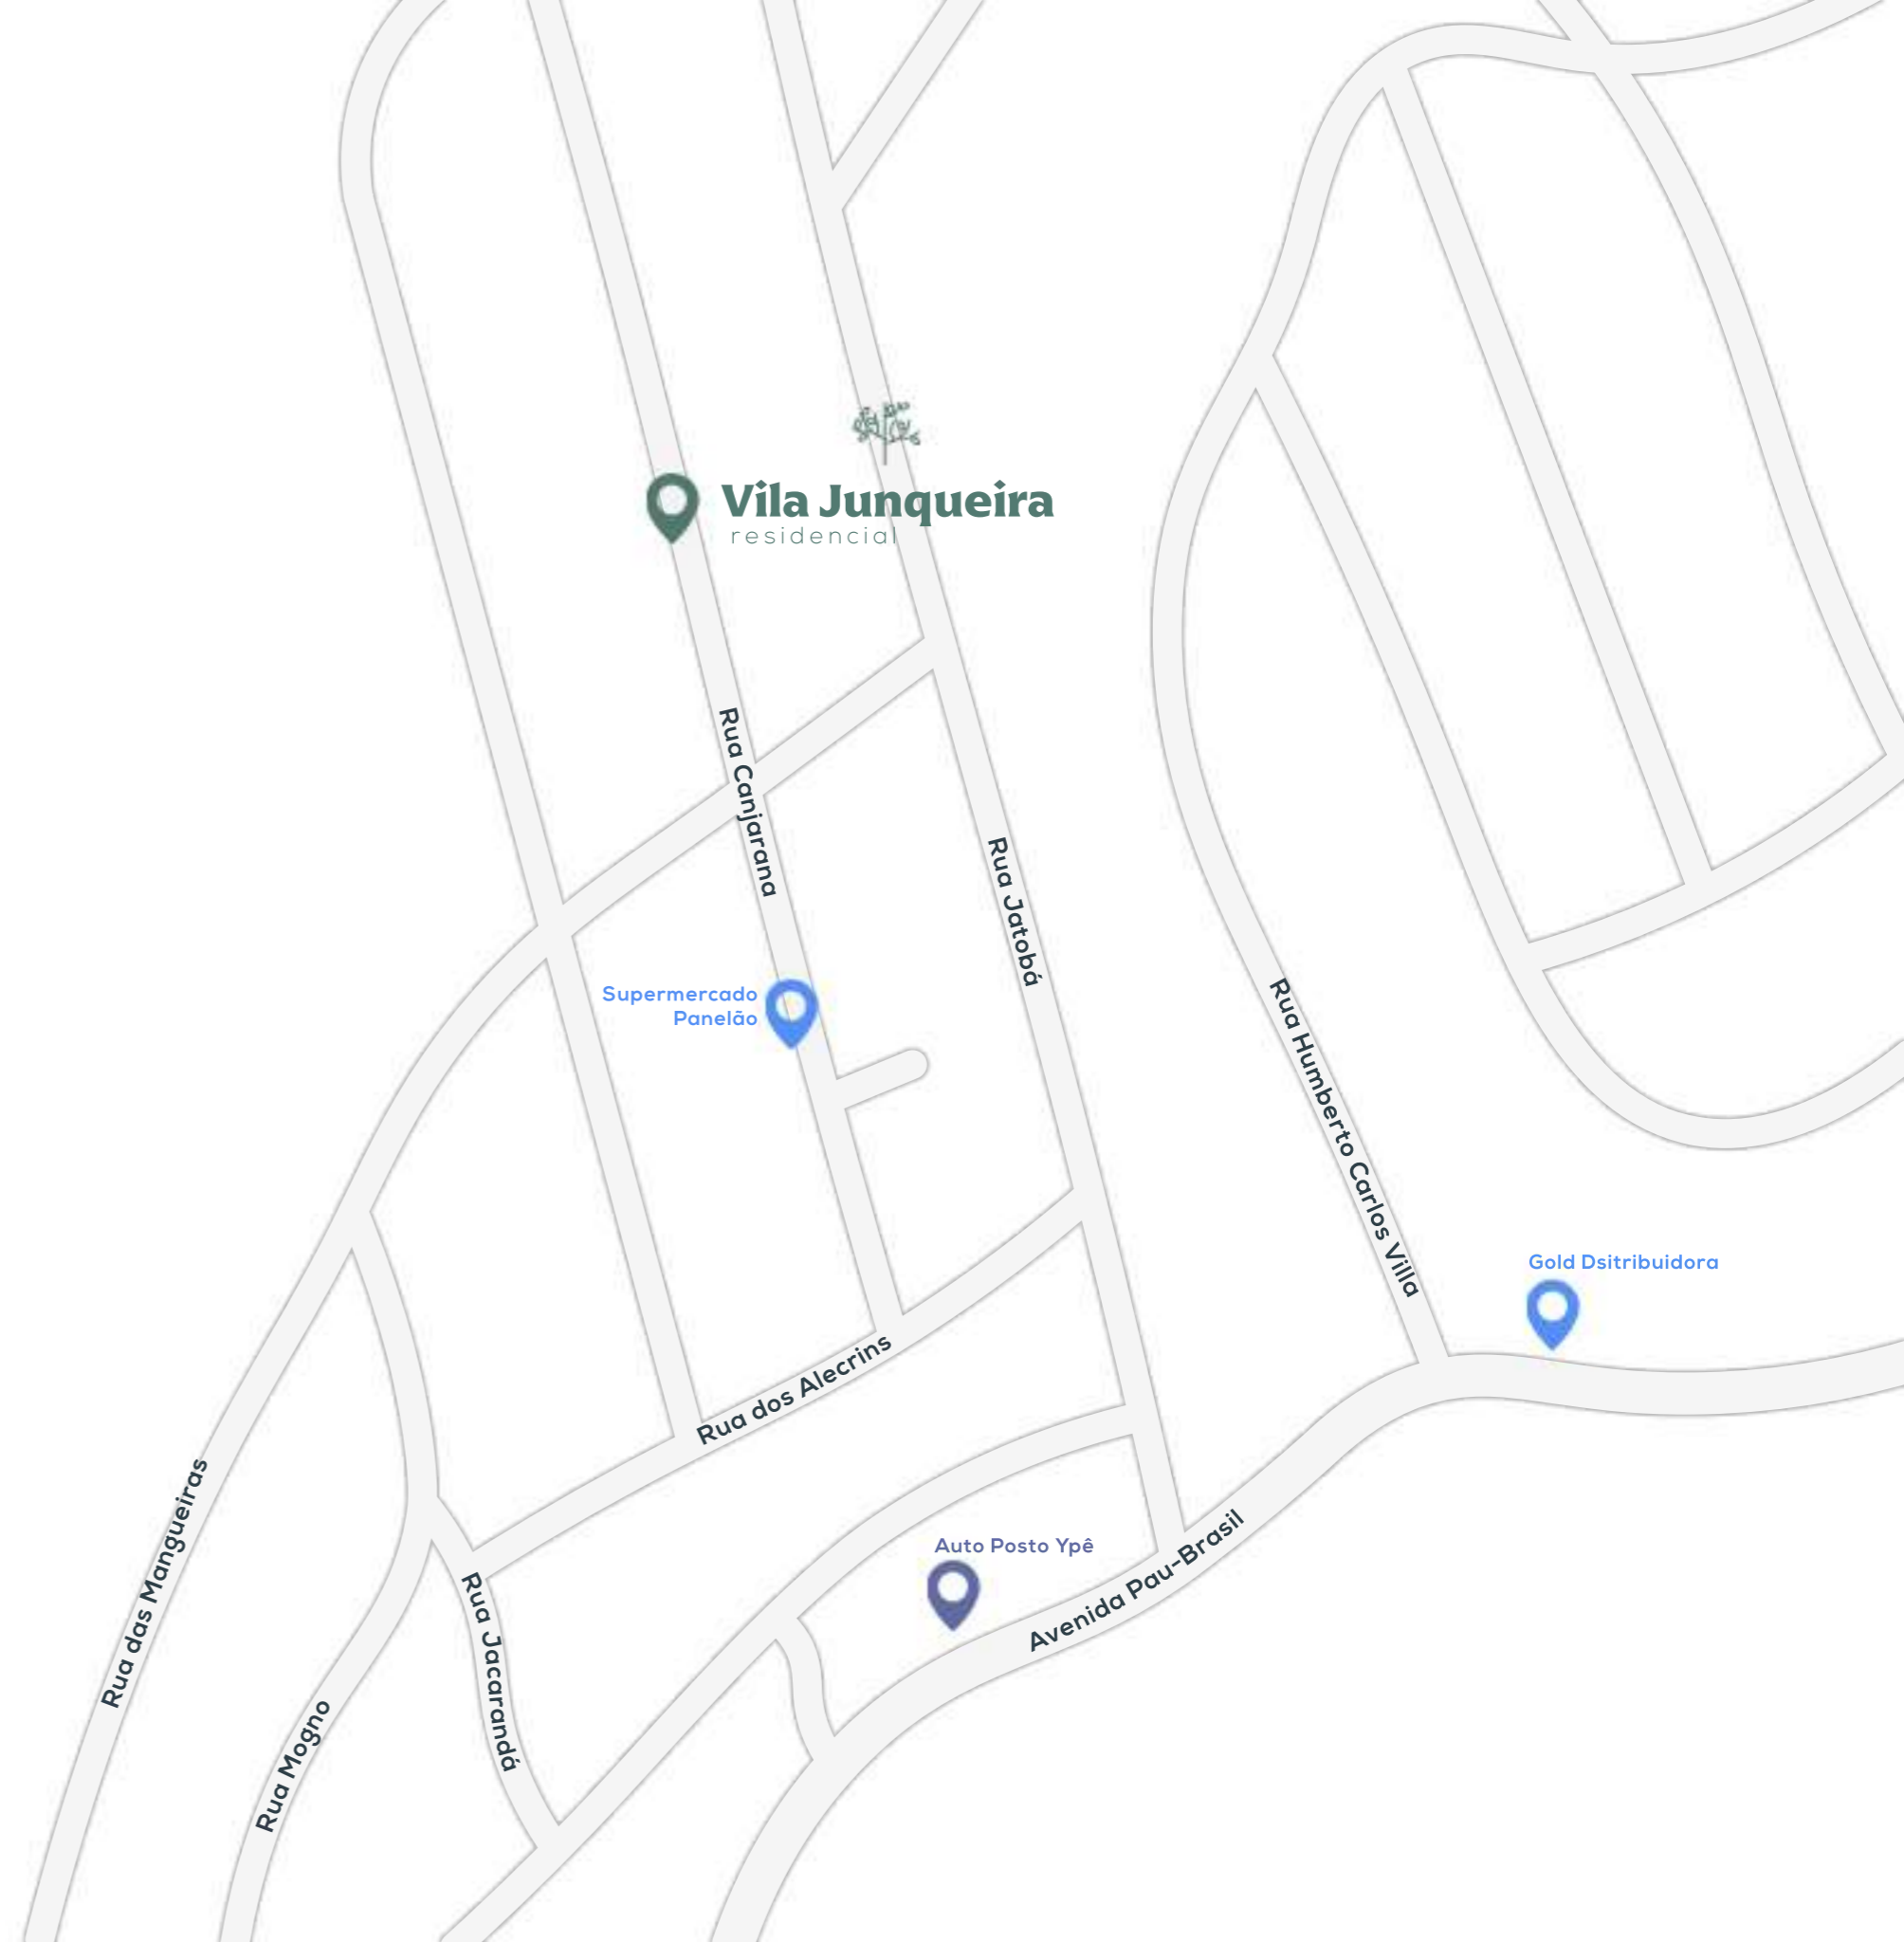 Vila Junqueira
residencial
Rua Canjarana
Rua Jatobá
Supermercado
Panelão
Rua Humberto Carlos Villa
Gold Dsitribuidora
Rua dos Alecrins
Rua das Mangueiras
Auto Posto Ypê
Avenida Pau-Brasil
Rua Jacarandá
Rua Mogno